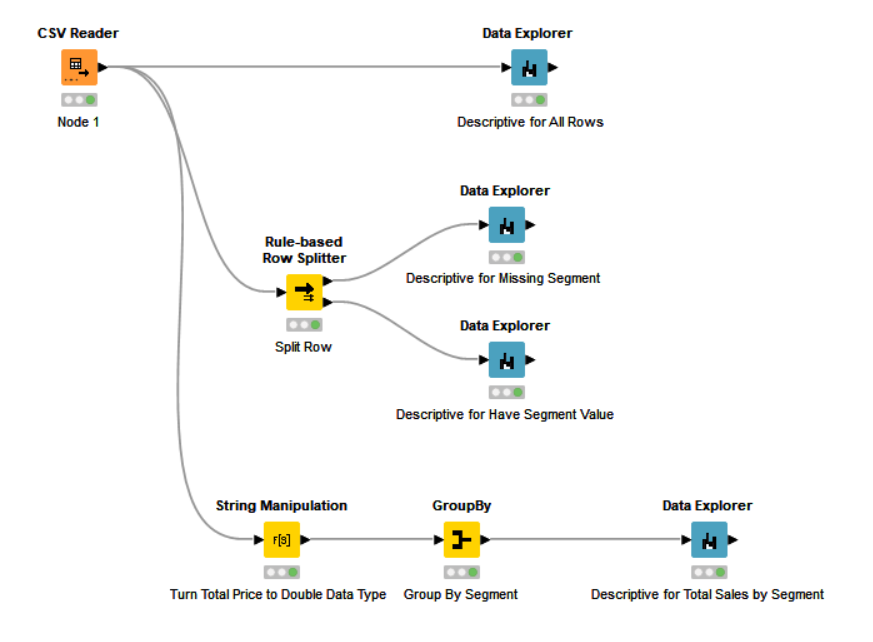 CSV Reader
Data Explorer
Node 1
Descriptive for All Rows
Data Explorer
Rule-based
Row Splitter
Descriptive for Missing Segment
Data Explorer
Split Row
Descriptive for Have Segment Value
String Manipulation
GroupBy
Data Explorer
f[s]
Turn Total Price to Double Data Type
Group By Segment
Descriptive for Total Sales by Segment